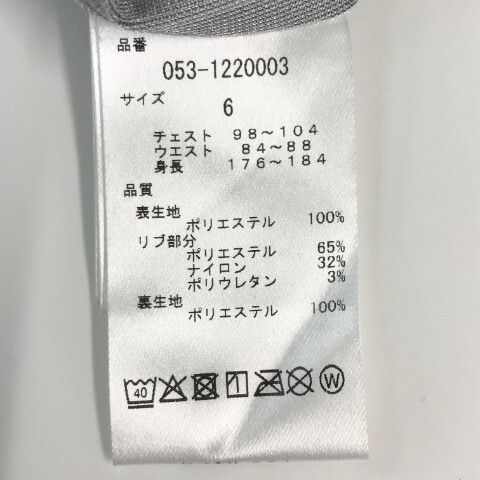 品番
053-1220003
サイズ
6
チェスト 98～104
ウエスト 84～88
身長 176～184
品質
表生地
ポリエステル 100%
リブ部分
ポリエステル 65%
ナイロン 32%
ポリウレタン 3%
裏生地
ポリエステル 100%
40 W